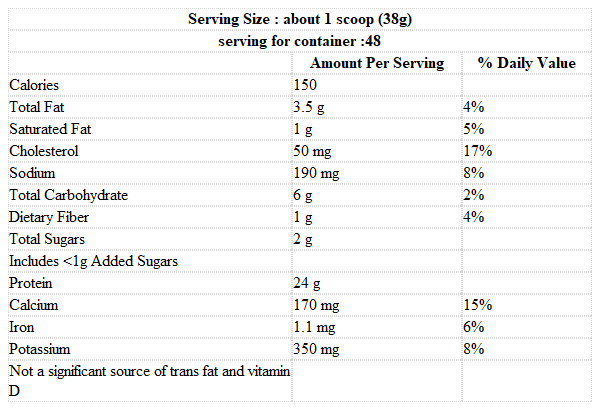 Serving Size : about 1 scoop (38g)
serving for container :48
Amount Per Serving % Daily Value
Calories 150
Total Fat 3.5 g 4%
Saturated Fat 1 g 5%
Cholesterol 50 mg 17%
Sodium 190 mg 8%
Total Carbohydrate 6 g 2%
Dietary Fiber 1 g 4%
Total Sugars 2 g
Includes <1g Added Sugars
Protein 24 g
Calcium 170 mg 15%
Iron 1.1 mg 6%
Potassium 350 mg 8%
Not a significant source of trans fat and vitamin
D